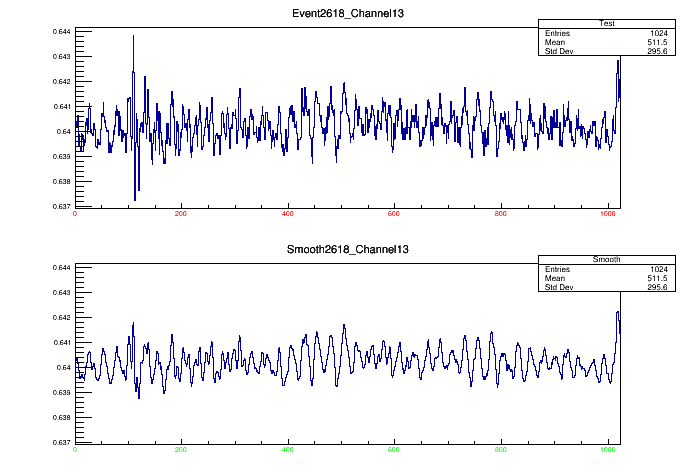 Event2618_Channel13
Test
Entries 1024
Mean 511.5
Std Dev 295.6
0.644
0.643
0.642
0.641
0.64
0.639
0.638
0.637
0 200 400 600 800 1000
Smooth2618_Channel13
Smooth
Entries 1024
Mean 511.5
Std Dev 295.6
0.644
0.643
0.642
0.641
0.64
0.639
0.638
0.637
0 200 400 600 800 1000